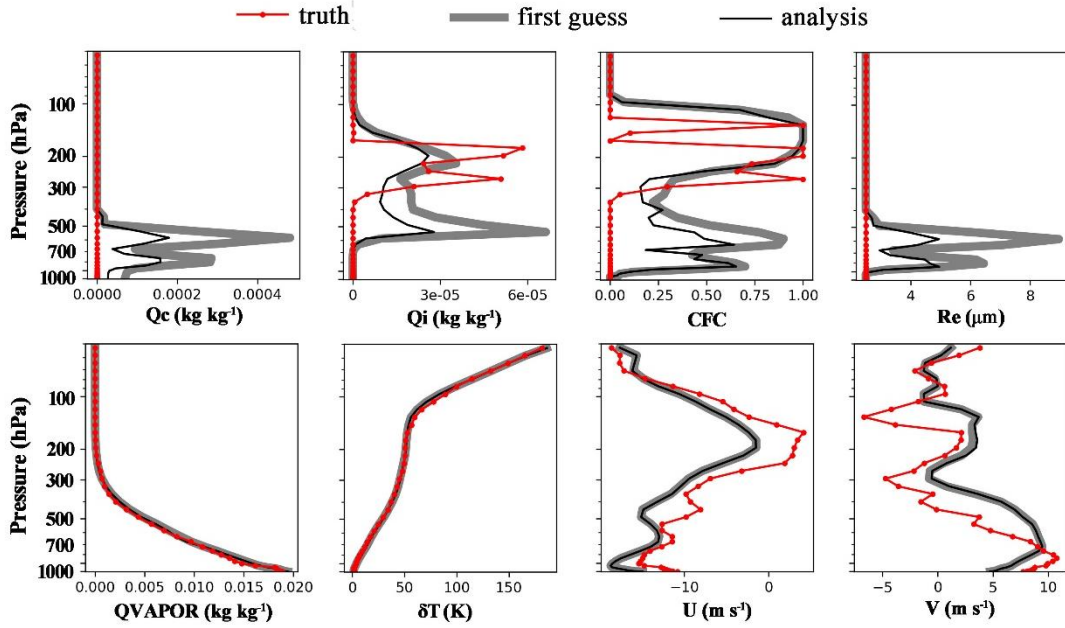 truth first guess analysis
Pressure (hPa)
100
200
300
500
700
1000
0.0000 0.0002 0.0004
Qc (kg kg⁻¹)
0 3e-05 6e-05
Qi (kg kg⁻¹)
0.00 0.25 0.50 0.75 1.00
CFC
4 6 8
Re (μm)
Pressure (hPa)
100
200
300
500
700
1000
0.000 0.005 0.010 0.015 0.020
QVAPOR (kg kg⁻¹)
0 50 100 150
δT (K)
−10 0
U (m s⁻¹)
−5 0 5 10
V (m s⁻¹)